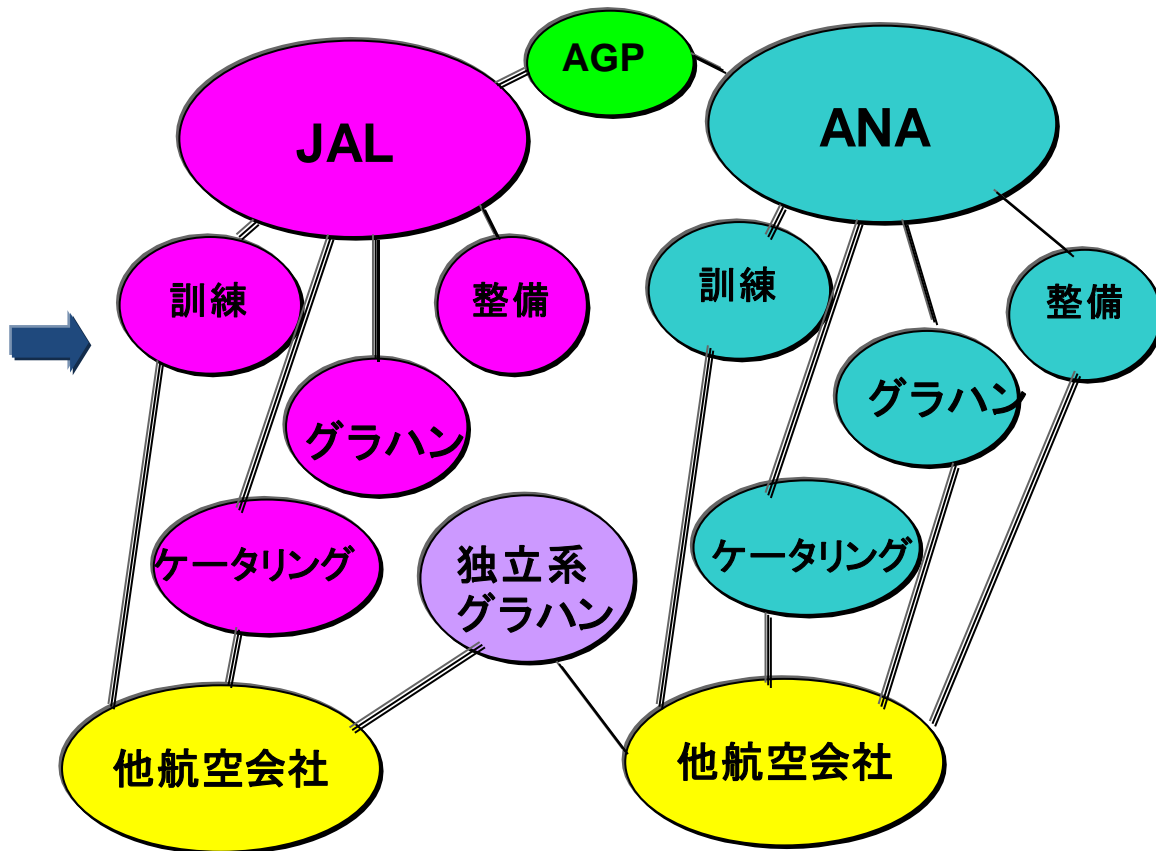 AGP
JAL
ANA
訓練
整備
訓練
整備
グラハン
グラハン
ケータリング
独立系
グラハン
ケータリング
他航空会社
他航空会社